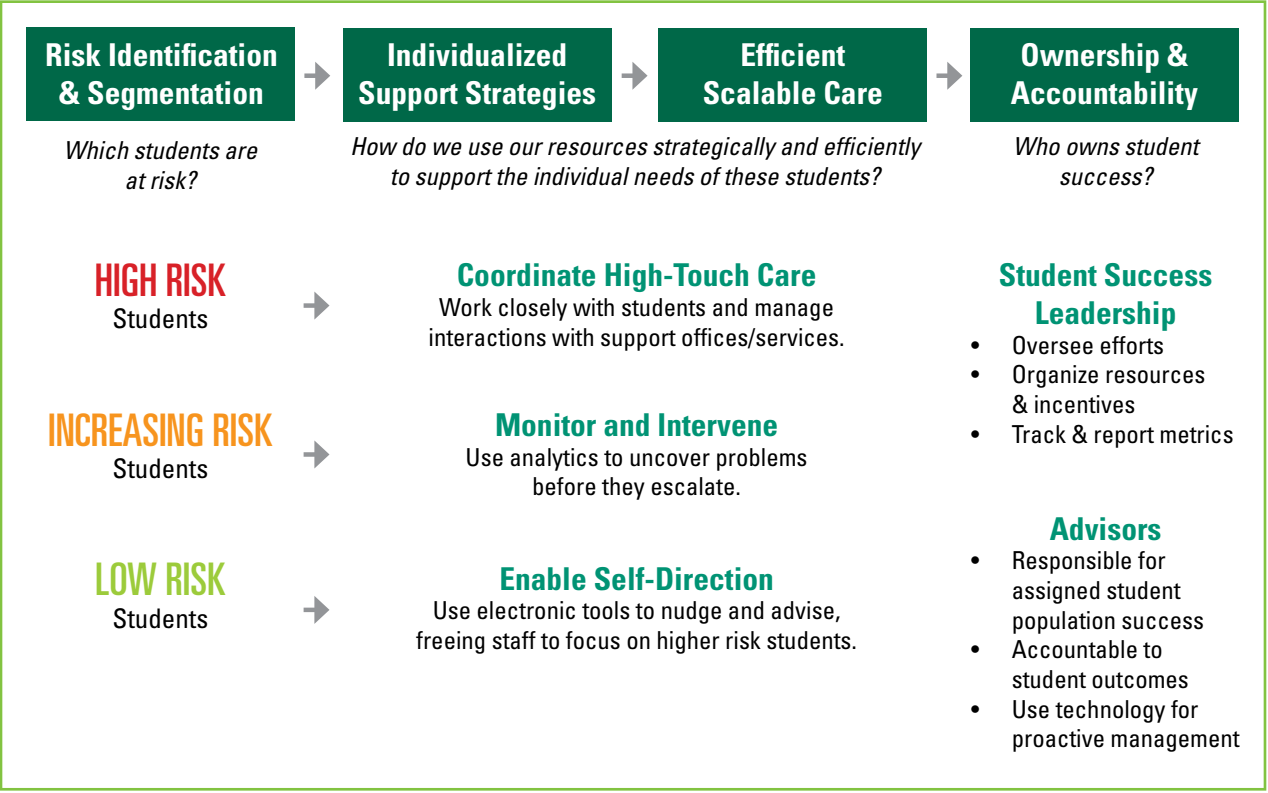 Risk Identification
& Segmentation
Individualized
Support Strategies
Efficient
Scalable Care
Ownership &
Accountability
Which students are
at risk?
How do we use our resources strategically and efficiently
to support the individual needs of these students?
Who owns student
success?
HIGH RISK
Students
Coordinate High-Touch Care
Work closely with students and manage
interactions with support offices/services.
INCREASING RISK
Students
Monitor and Intervene
Use analytics to uncover problems
before they escalate.
LOW RISK
Students
Enable Self-Direction
Use electronic tools to nudge and advise,
freeing staff to focus on higher risk students.
Student Success
Leadership
• Oversee efforts
• Organize resources
& incentives
• Track & report metrics
Advisors
• Responsible for
assigned student
population success
• Accountable to
student outcomes
• Use technology for
proactive management